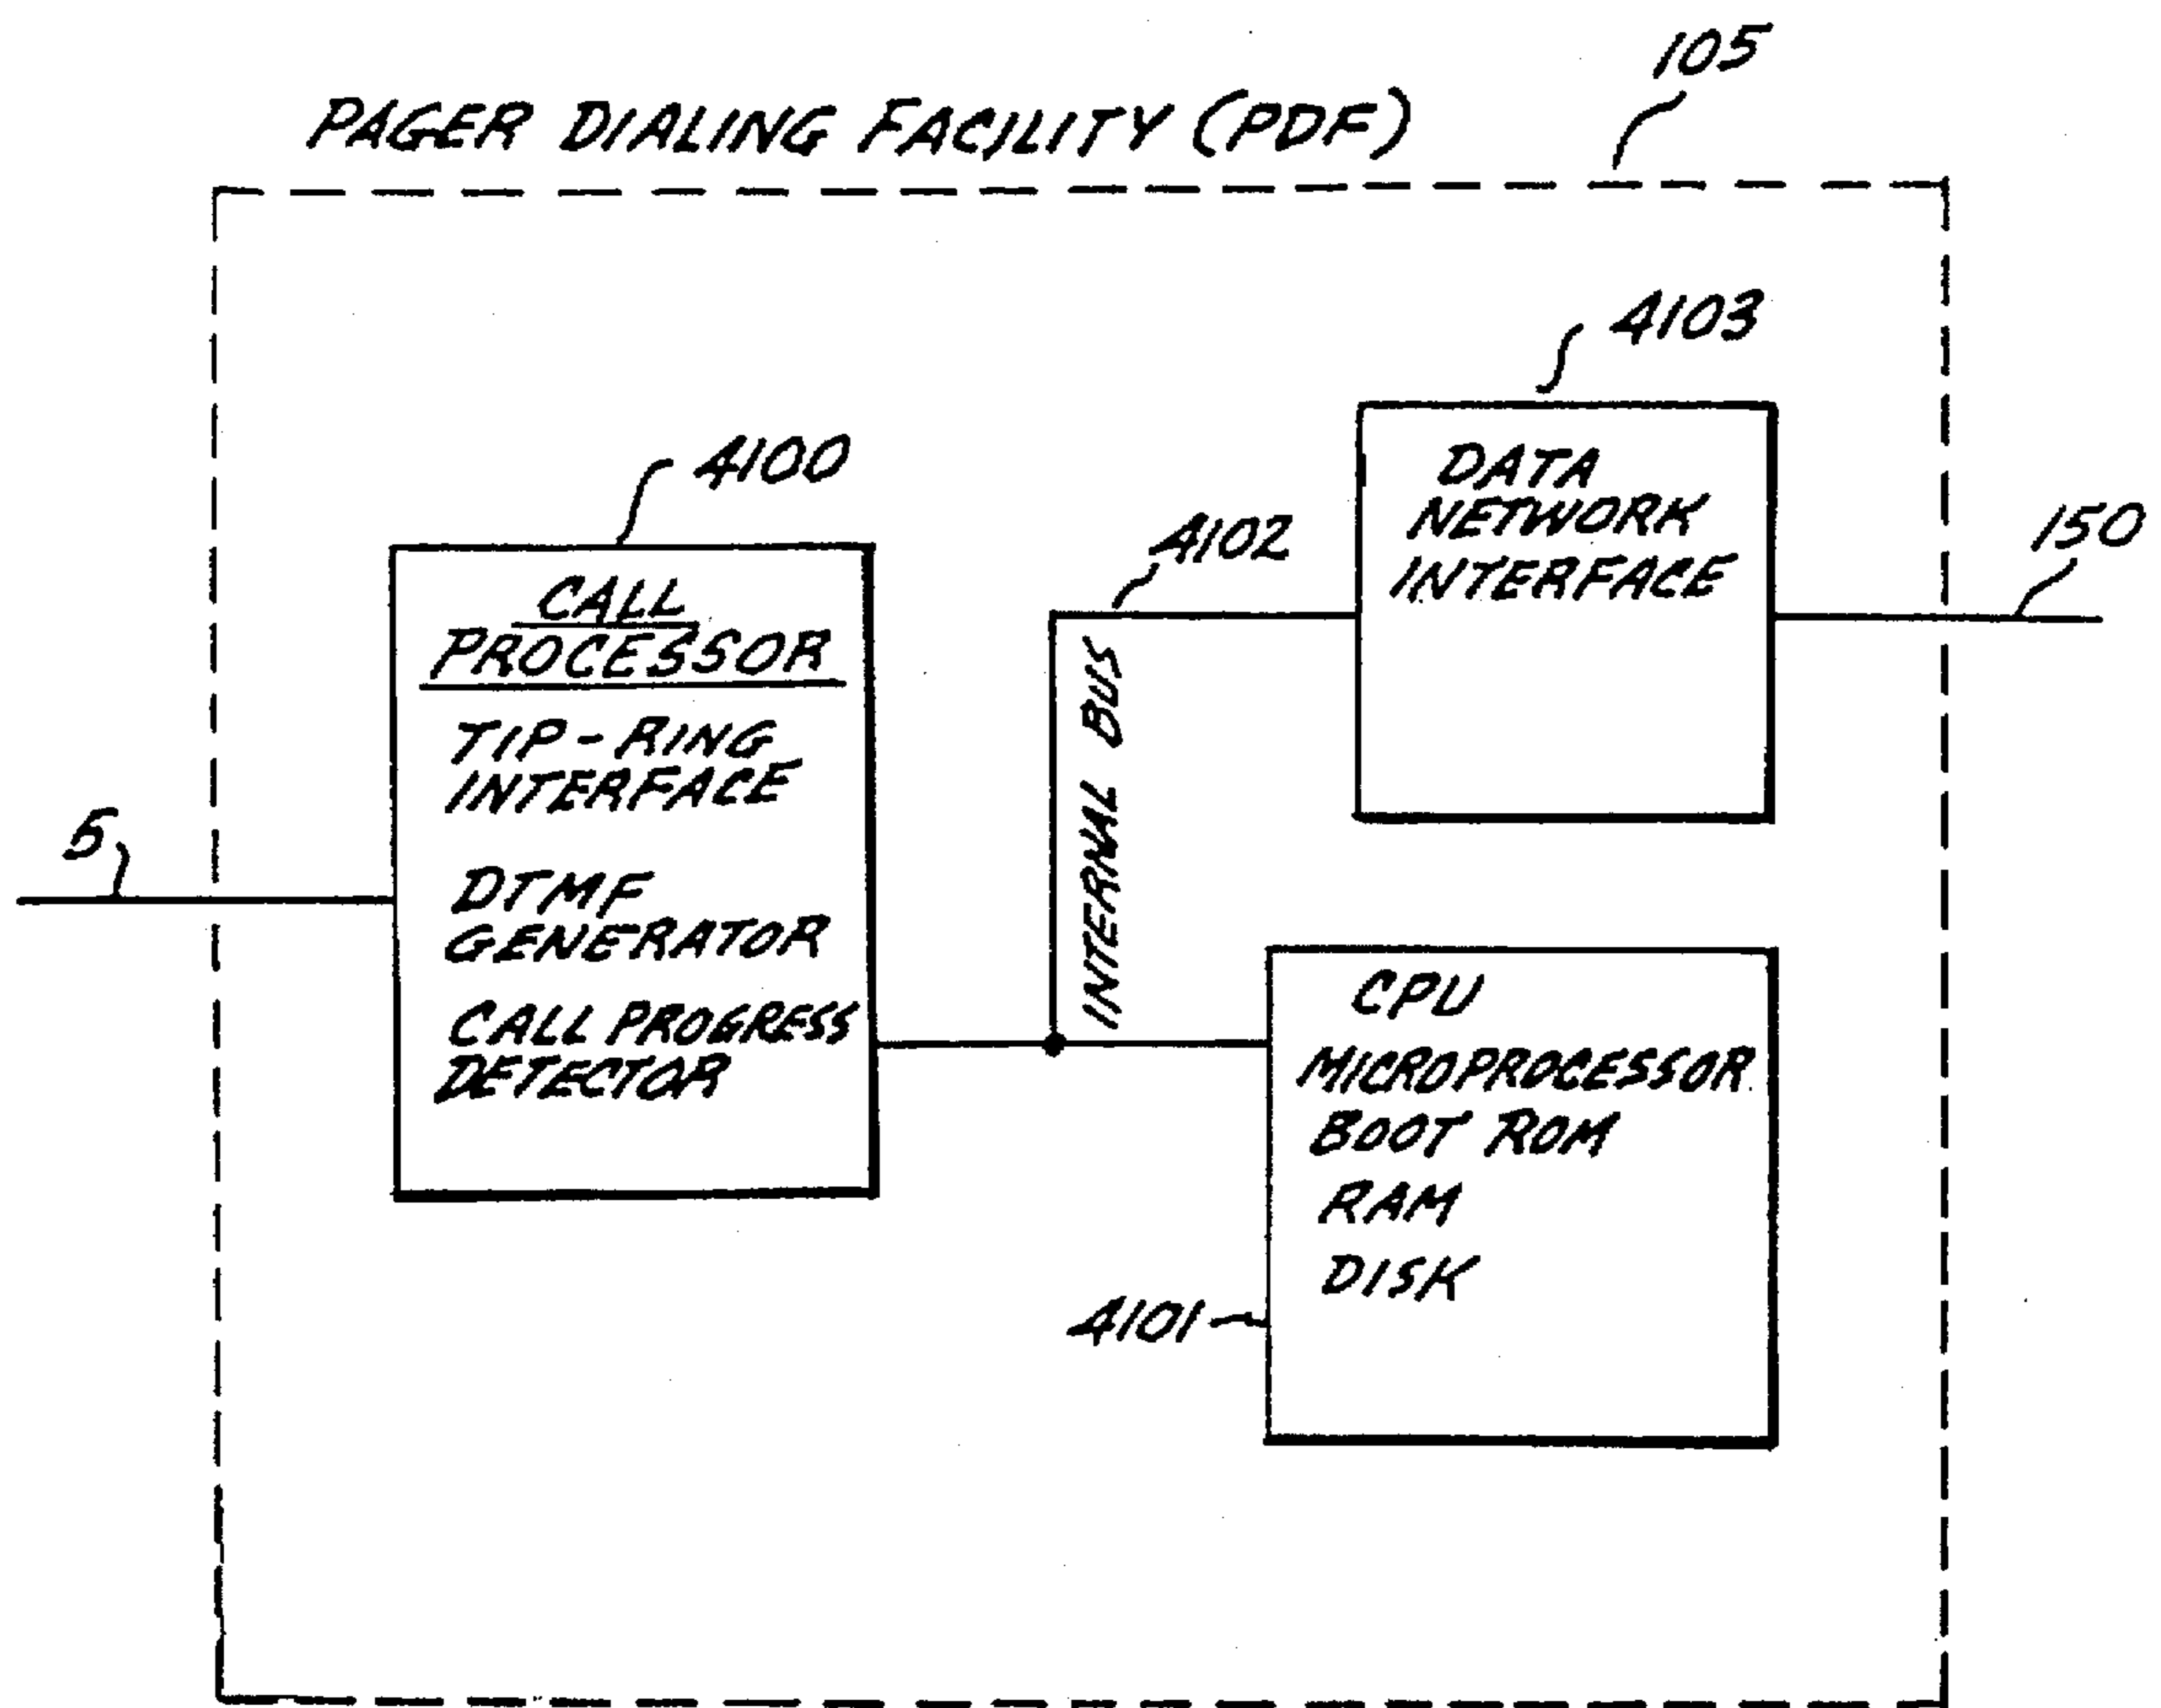 105
PAGER DIALING FACILITY (PDF)
4103
4100
DATA
NETWORK
INTERFACE
4102
150
CALL
PROCESSOR
TIP-RING
INTERFACE
DTMF
GENERATOR
CALL PROGRESS
DETECTOR
5
INTERNAL BUS
CPU
MICROPROCESSOR
BOOT ROM
RAM
DISK
4101